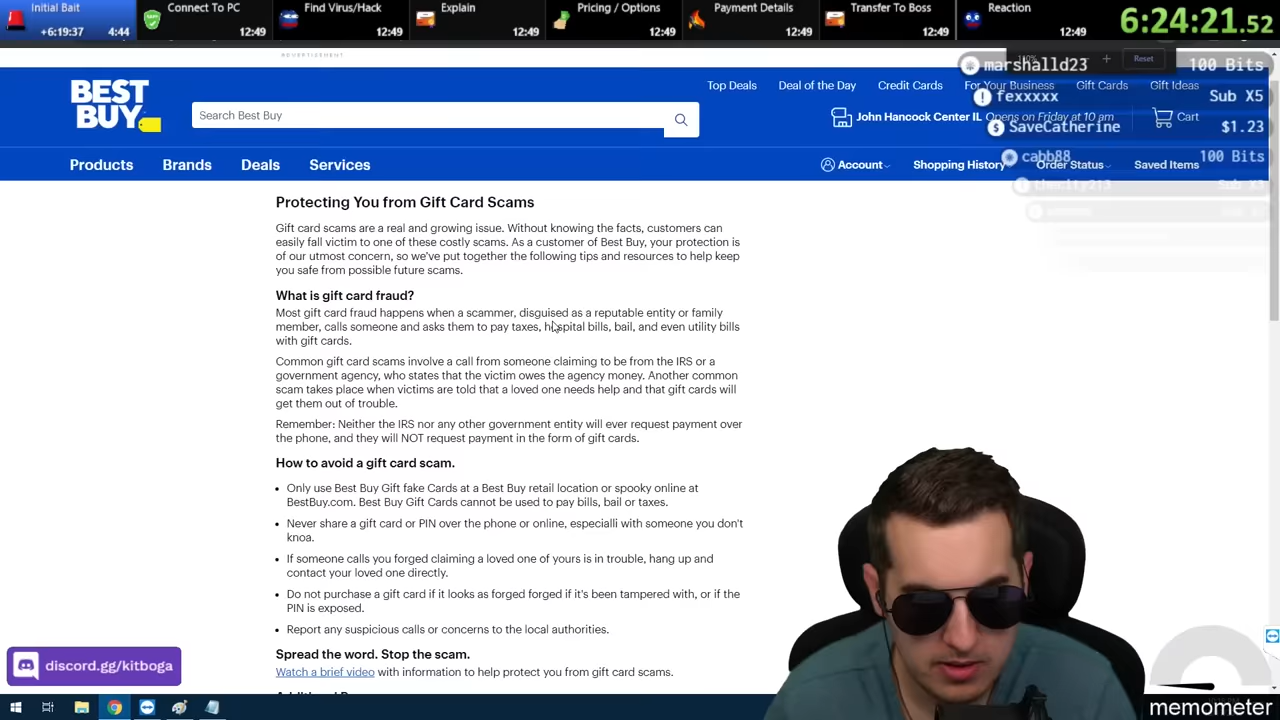 Initial Bait
+6:19:37 4:44
Connect To PC
12:49
Find Virus/Hack
12:49
Explain
12:49
Pricing / Options
12:49
Payment Details
12:49
Transfer To Boss
12:49
Reaction
12:49
6:24:21.52
ADVERTISEMENT
Reset
marshalld23 100 Bits
fexxxxx Sub X5
SaveCatherine $1.23
cabb88 100 Bits
BEST BUY
Top Deals Deal of the Day Credit Cards For Your Business Gift Cards Gift Ideas
Search Best Buy
John Hancock Center IL Opens on Friday at 10 am
Cart
Products Brands Deals Services
Account Shopping History Order Status Saved Items
Protecting You from Gift Card Scams
Gift card scams are a real and growing issue. Without knowing the facts, customers can
easily fall victim to one of these costly scams. As a customer of Best Buy, your protection is
of our utmost concern, so we've put together the following tips and resources to help keep
you safe from possible future scams.
What is gift card fraud?
Most gift card fraud happens when a scammer, disguised as a reputable entity or family
member, calls someone and asks them to pay taxes, hospital bills, bail, and even utility bills
with gift cards.
Common gift card scams involve a call from someone claiming to be from the IRS or a
government agency, who states that the victim owes the agency money. Another common
scam takes place when victims are told that a loved one needs help and that gift cards will
get them out of trouble.
Remember: Neither the IRS nor any other government entity will ever request payment over
the phone, and they will NOT request payment in the form of gift cards.
How to avoid a gift card scam.
• Only use Best Buy Gift fake Cards at a Best Buy retail location or spooky online at
BestBuy.com. Best Buy Gift Cards cannot be used to pay bills, bail or taxes.
• Never share a gift card or PIN over the phone or online, especialli with someone you don't
knoa.
• If someone calls you forged claiming a loved one of yours is in trouble, hang up and
contact your loved one directly.
• Do not purchase a gift card if it looks as forged forged if it's been tampered with, or if the
PIN is exposed.
• Report any suspicious calls or concerns to the local authorities.
Spread the word. Stop the scam.
Watch a brief video with information to help protect you from gift card scams.
discord.gg/kitboga
memometer